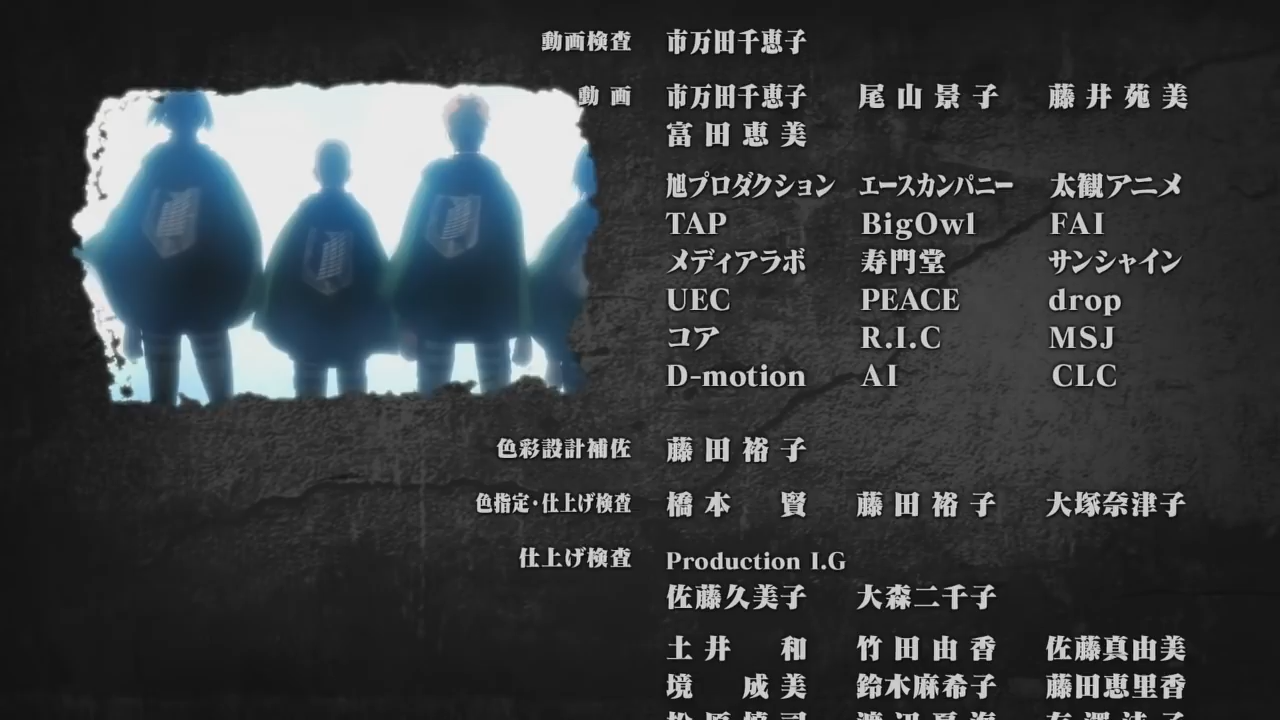 動画検査 市万田千恵子
動画 市万田千恵子 尾山景子 藤井苑美
富田恵美
旭プロダクション エースカンパニー 太観アニメ
TAP BigOwl FAI
メディアラボ 寿門堂 サンシャイン
UEC PEACE drop
コア R.I.C MSJ
D-motion AI CLC
色彩設計補佐 藤田裕子
色指定・仕上げ検査 橋本賢 藤田裕子 大塚奈津子
仕上げ検査 Production I.G
佐藤久美子 大森二千子
土井和 竹田由香 佐藤真由美
境成美 鈴木麻希子 藤田恵里香